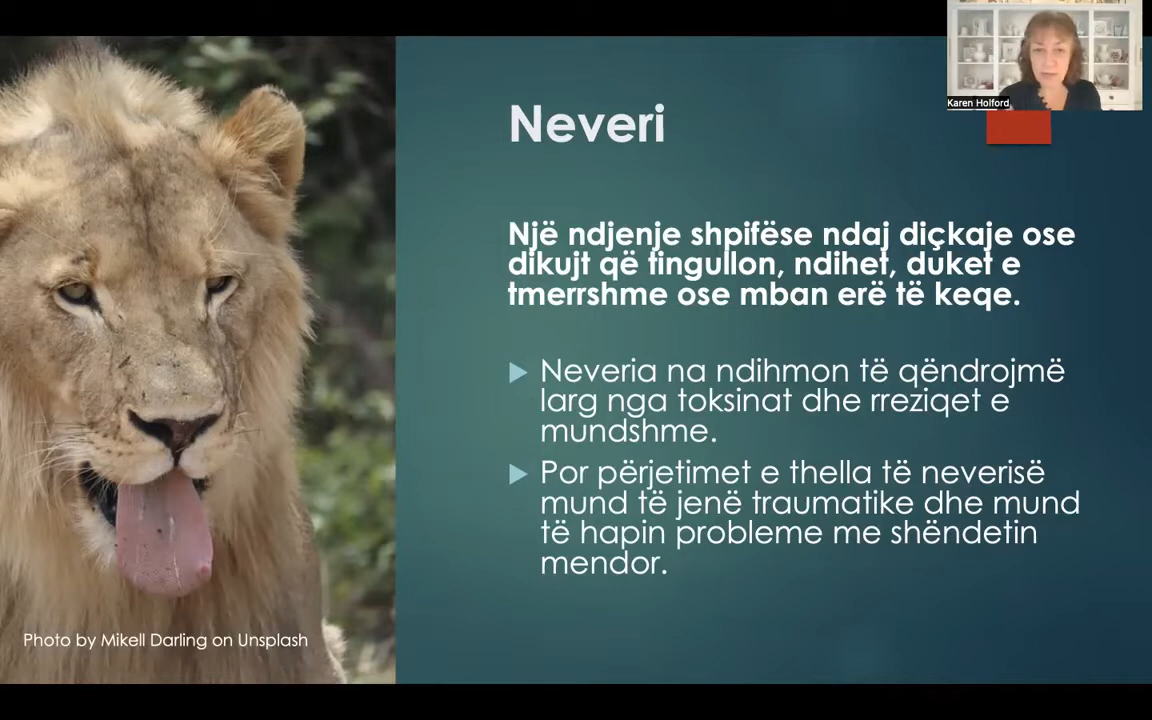 Karen Holford
Neveri
Një ndjenje shpifëse ndaj diçkaje ose
dikujt që tingullon, ndihet, duket e
tmerrshme ose mban erë të keqe.
Neveria na ndihmon të qëndrojmë
larg nga toksinat dhe rreziqet e
mundshme.
Por përjetimet e thella të neverisë
mund të jenë traumatike dhe mund
të hapin probleme me shëndetin
mendor.
Photo by Mikell Darling on Unsplash